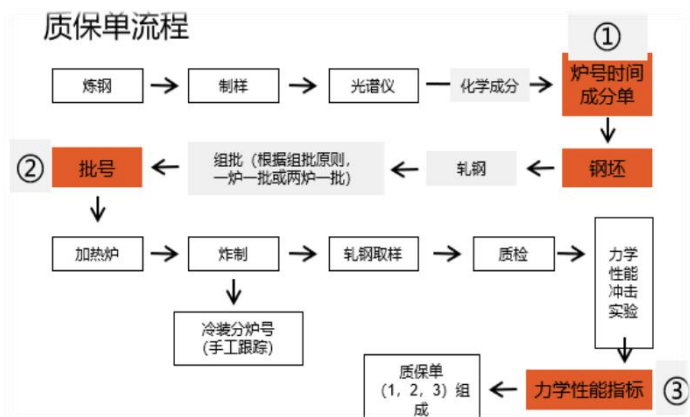 质保单流程
①
炼钢
制样
光谱仪
化学成分
炉号时间
成分单
②
批号
组批（根据组批原则，
一炉一批或两炉一批)
轧钢
钢坯
加热炉
炸制
轧钢取样
质检
力学
性能
冲击
实验
冷装分炉号
(手工跟踪)
质保单
（1，2，3）组
成
力学性能指标
③